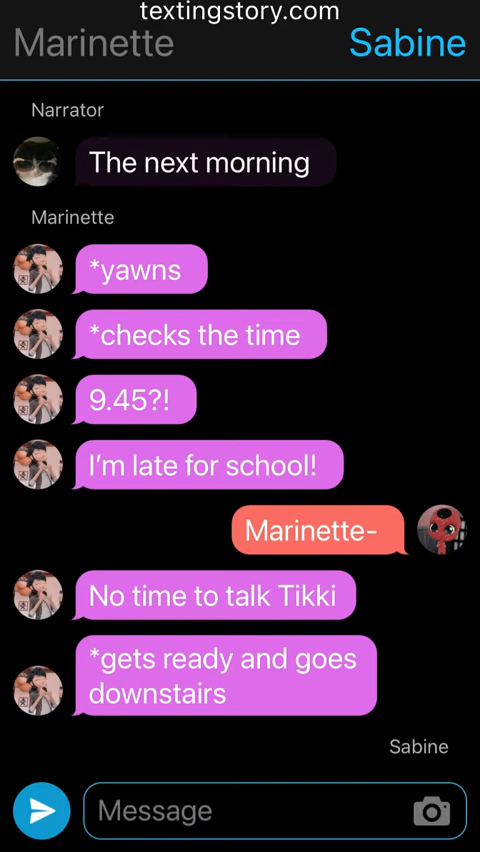 textingstory.com
Marinette Sabine
Narrator
The next morning
Marinette
*yawns
*checks the time
9.45?!
I'm late for school!
Marinette-
No time to talk Tikki
*gets ready and goes
downstairs
Sabine
Message